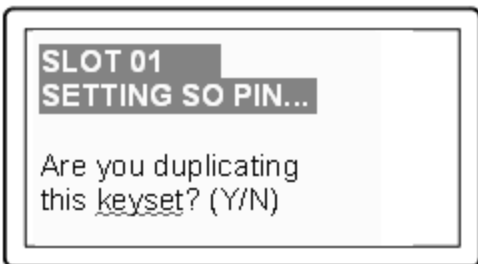 SLOT 01
SETTING SO PIN...
Are you duplicating
this keyset? (Y/N)